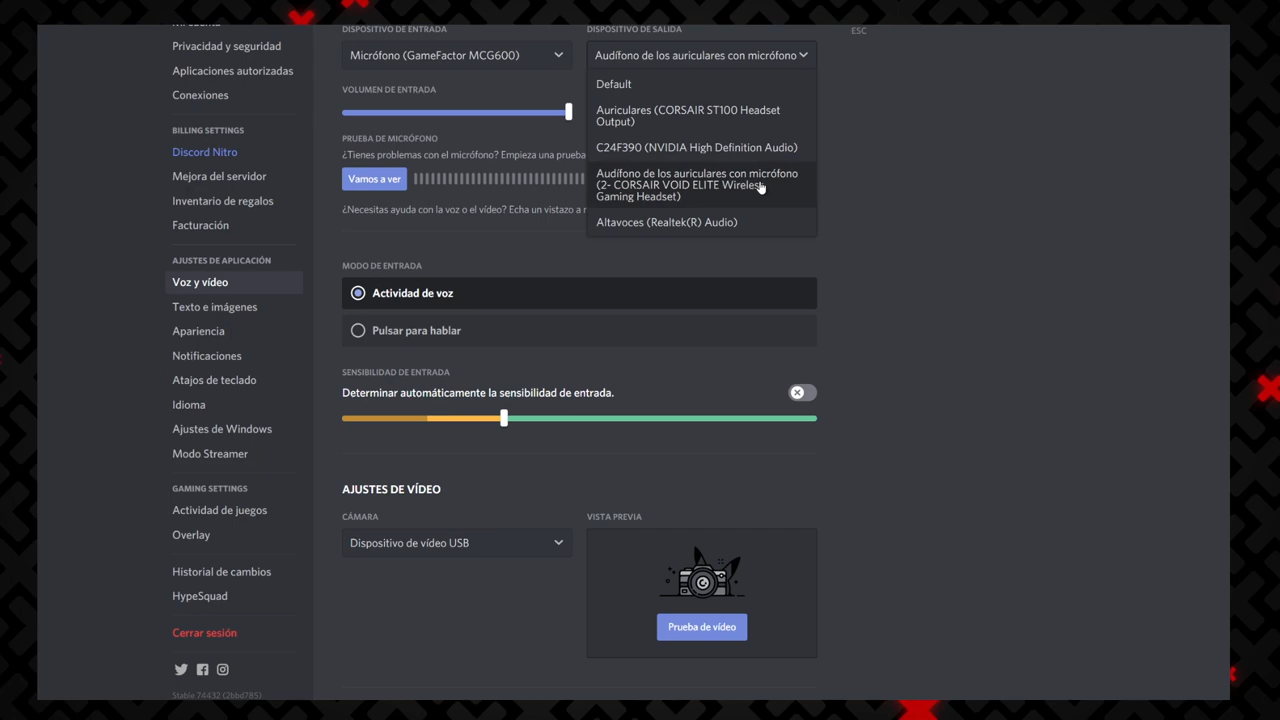 Privacidad y seguridad
Aplicaciones autorizadas
Conexiones
BILLING SETTINGS
Discord Nitro
Mejora del servidor
Inventario de regalos
Facturación
AJUSTES DE APLICACIÓN
Voz y vídeo
Texto e imágenes
Apariencia
Notificaciones
Atajos de teclado
Idioma
Ajustes de Windows
Modo Streamer
GAMING SETTINGS
Actividad de juegos
Overlay
Historial de cambios
HypeSquad
Cerrar sesión
Stable 74432 (2bbd785)
DISPOSITIVO DE ENTRADA
Micrófono (GameFactor MCG600)
VOLUMEN DE ENTRADA
PRUEBA DE MICRÓFONO
¿Tienes problemas con el micrófono? Empieza una prueba
Vamos a ver
¿Necesitas ayuda con la voz o el vídeo? Echa un vistazo a
DISPOSITIVO DE SALIDA
Audífono de los auriculares con micrófono
Default
Auriculares (CORSAIR ST100 Headset
Output)
C24F390 (NVIDIA High Definition Audio)
Audífono de los auriculares con micrófono
(2- CORSAIR VOID ELITE Wireless
Gaming Headset)
Altavoces (Realtek(R) Audio)
ESC
MODO DE ENTRADA
Actividad de voz
Pulsar para hablar
SENSIBILIDAD DE ENTRADA
Determinar automáticamente la sensibilidad de entrada.
AJUSTES DE VÍDEO
CÁMARA
Dispositivo de vídeo USB
VISTA PREVIA
Prueba de vídeo